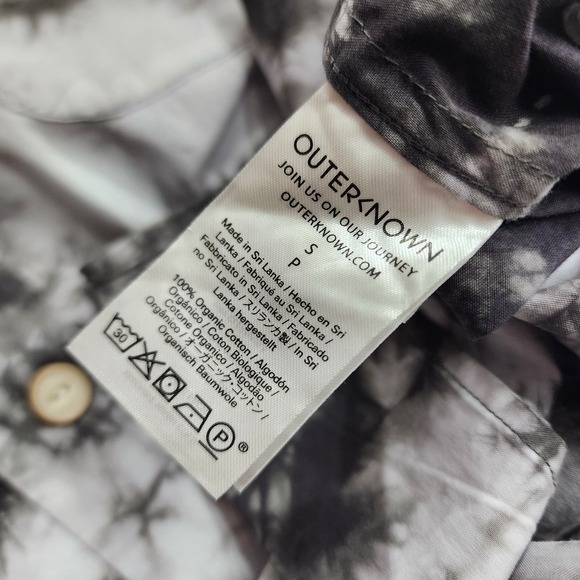 OUTERKNOWN
JOIN US ON OUR JOURNEY
OUTERKNOWN.COM
S
P
Made in Sri Lanka / Hecho en Sri
Lanka / Fabriqué au Sri Lanka /
Fabbricato in Sri Lanka / Fabricado
no Sri Lanka / スリランカ製 / In Sri
Lanka hergestellt
100% Organic Cotton / Algodón
Orgánico / Coton Biologique /
Cotone Organico / Algodão
Orgânico / オーガニック·コットン /
Organisch Baumwolle
30 P ®